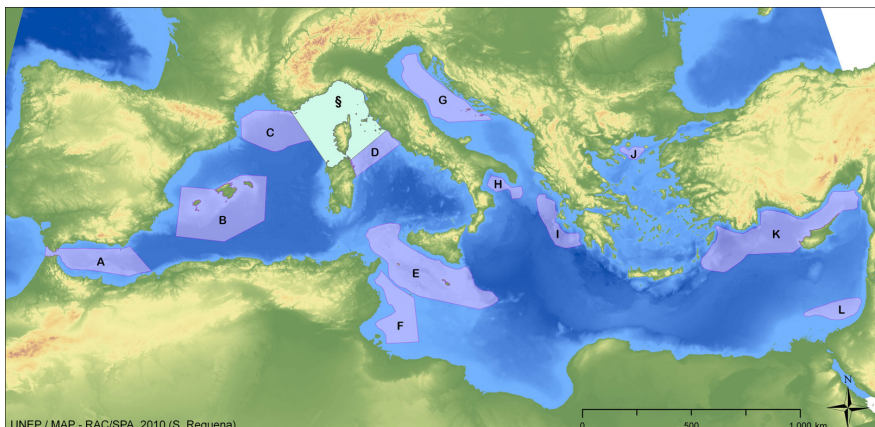 §
G
C
D
J
H
B
I
K
A
E
L
F
N
0 500 1,000 km
UNEP / MAP - RAC/SPA, 2010 (S. Requena)